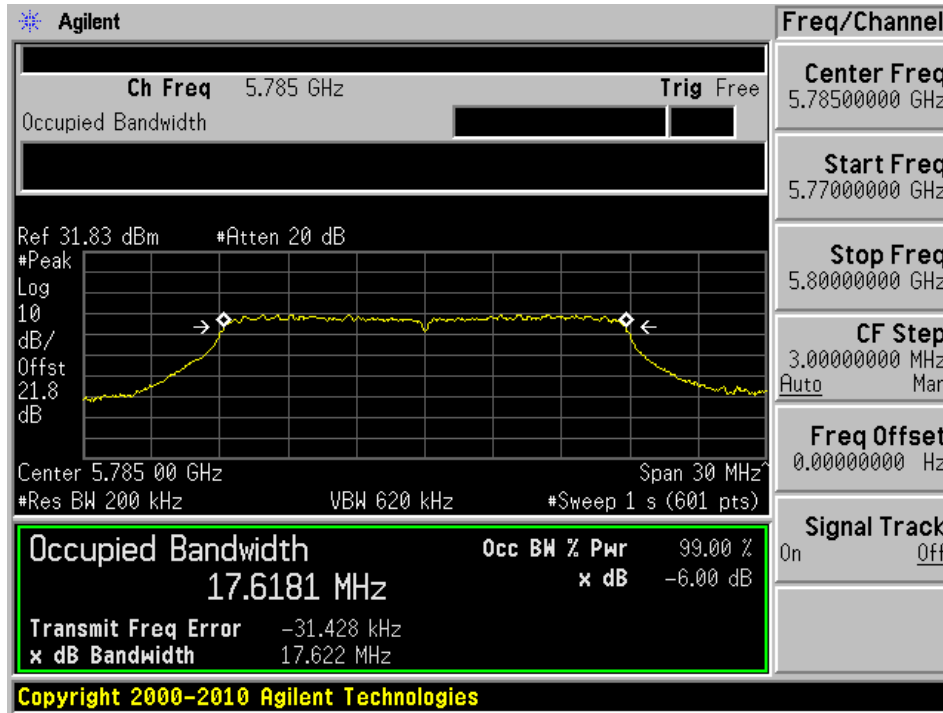 Agilent
Freq/Channel
Ch Freq 5.785 GHz Trig Free
Occupied Bandwidth
Center Freq
5.78500000 GHz
Start Freq
5.77000000 GHz
Stop Freq
5.80000000 GHz
CF Step
3.00000000 MHz
Auto Man
Freq Offset
0.00000000 Hz
Signal Track
On Off
Ref 31.83 dBm #Atten 20 dB
#Peak
Log
10
dB/
Offst
21.8
dB
Center 5.785 00 GHz Span 30 MHz^
#Res BW 200 kHz VBW 620 kHz #Sweep 1 s (601 pts)
Occupied Bandwidth Occ BW % Pwr 99.00 %
17.6181 MHz x dB -6.00 dB
Transmit Freq Error -31.428 kHz
x dB Bandwidth 17.622 MHz
Copyright 2000-2010 Agilent Technologies